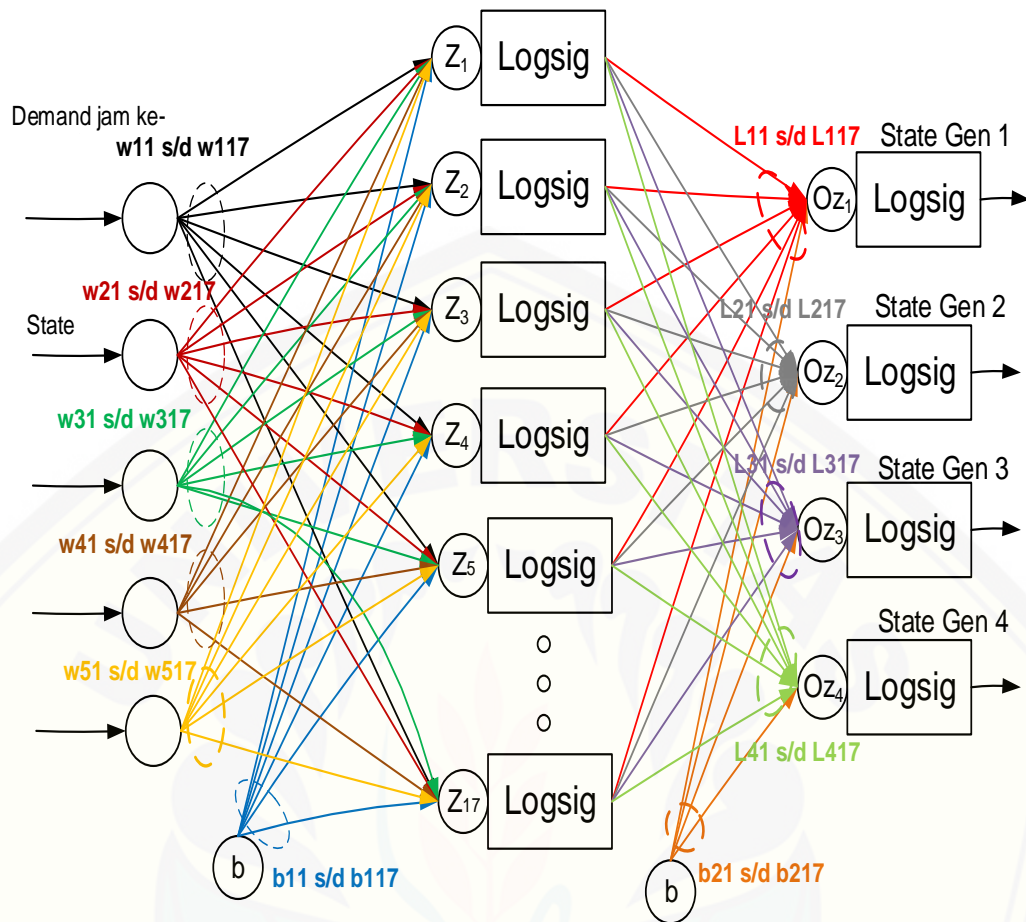 Z1
Logsig
Demand jam ke-
w11 s/d w117
L11 s/d L117
State Gen 1
Z2
Logsig
Oz1
Logsig
w21 s/d w217
State
Z3
Logsig
L21 s/d L217
State Gen 2
Oz2
Logsig
w31 s/d w317
Z4
Logsig
L31 s/d L317
State Gen 3
Oz3
Logsig
w41 s/d w417
Z5
Logsig
State Gen 4
w51 s/d w517
Oz4
Logsig
L41 s/d L417
Z17
Logsig
b
b11 s/d b117
b
b21 s/d b217